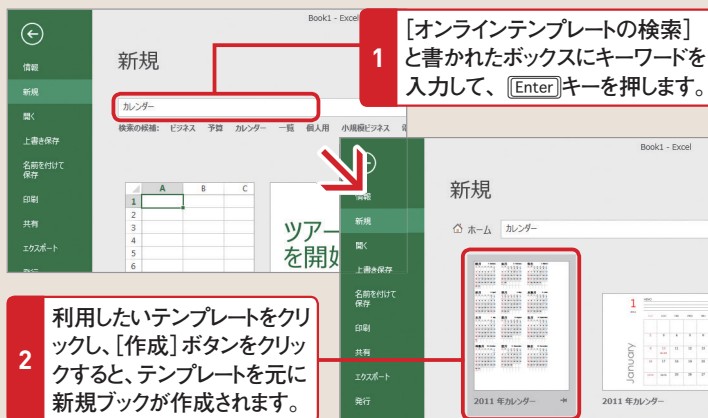 Book1 - Excel
情報
新規
開く
上書き保存
名前を付けて
保存
印刷
共有
エクスポート
新規
カレンダー
検索の候補: ビジネス 予算 カレンダー 一覧 個人用 小規模ビジネス
A B C
1
2
3
4
5
6
ツアー
を開始
1
[オンラインテンプレートの検索]
と書かれたボックスにキーワードを
入力して、Enterキーを押します。
Book1 - Excel
情報
新規
開く
上書き保存
名前を付けて
保存
印刷
共有
エクスポート
発行
新規
ホーム カレンダー
2011 年カレンダー
1
January
2011 年カレンダー
2
利用したいテンプレートをクリ
ックし、[作成]ボタンをクリッ
クすると、テンプレートを元に
新規ブックが作成されます。